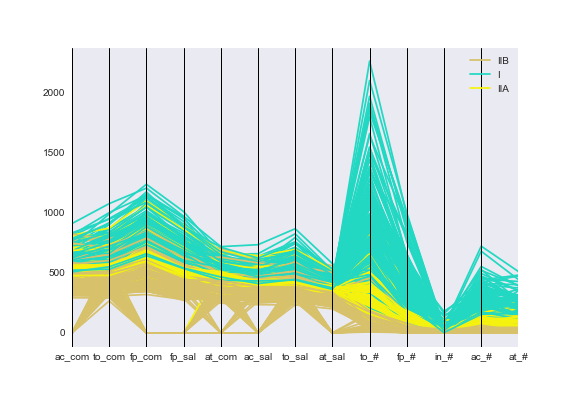 IIB
I
IIA
2000
1500
1000
500
0
ac_com to_com fp_com fp_sal at_com ac_sal to_sal at_sal to_# fp_# in_# ac_# at_#